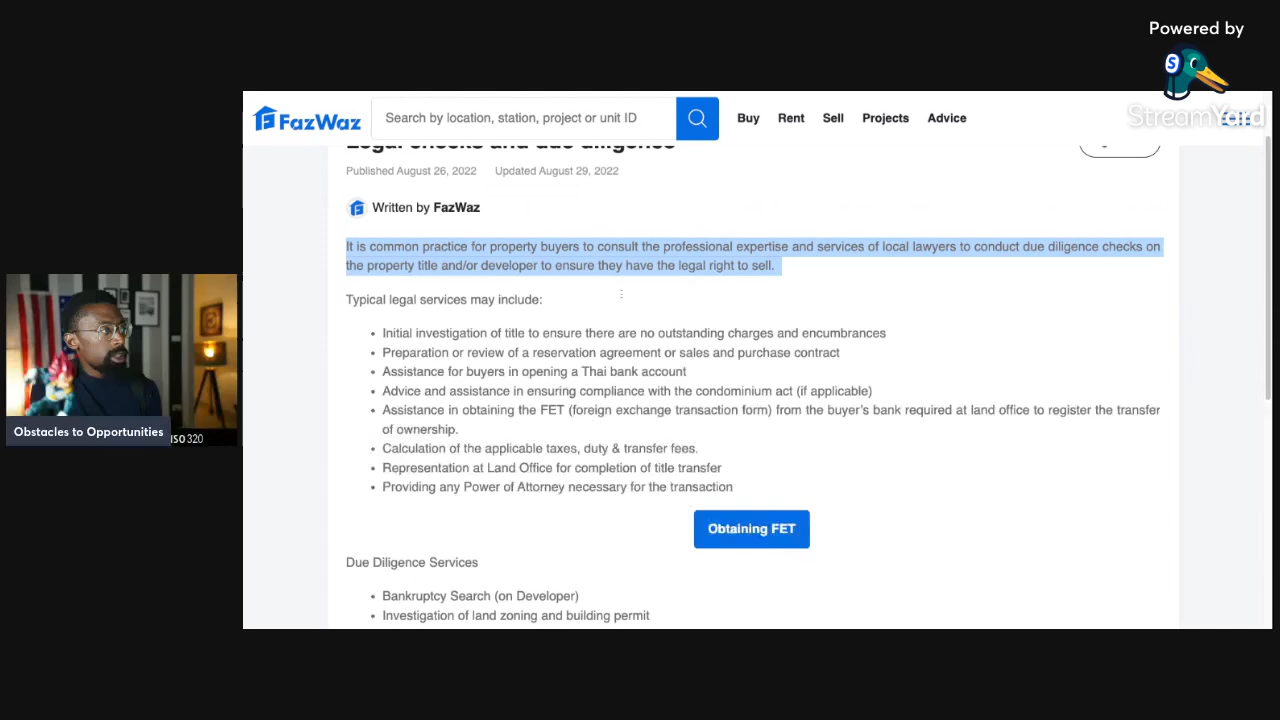 Powered by
S
StreamYard
FazWaz
Search by location, station, project or unit ID
Buy
Rent
Sell
Projects
Advice
Legal checks and due diligence
Published August 26, 2022
Updated August 29, 2022
Written by FazWaz
It is common practice for property buyers to consult the professional expertise and services of local lawyers to conduct due diligence checks on
the property title and/or developer to ensure they have the legal right to sell.
Typical legal services may include:
• Initial investigation of title to ensure there are no outstanding charges and encumbrances
• Preparation or review of a reservation agreement or sales and purchase contract
• Assistance for buyers in opening a Thai bank account
• Advice and assistance in ensuring compliance with the condominium act (if applicable)
• Assistance in obtaining the FET (foreign exchange transaction form) from the buyer's bank required at land office to register the transfer
of ownership.
• Calculation of the applicable taxes, duty & transfer fees.
• Representation at Land Office for completion of title transfer
• Providing any Power of Attorney necessary for the transaction
Obtaining FET
Due Diligence Services
• Bankruptcy Search (on Developer)
• Investigation of land zoning and building permit
Obstacles to Opportunities
ISO 320